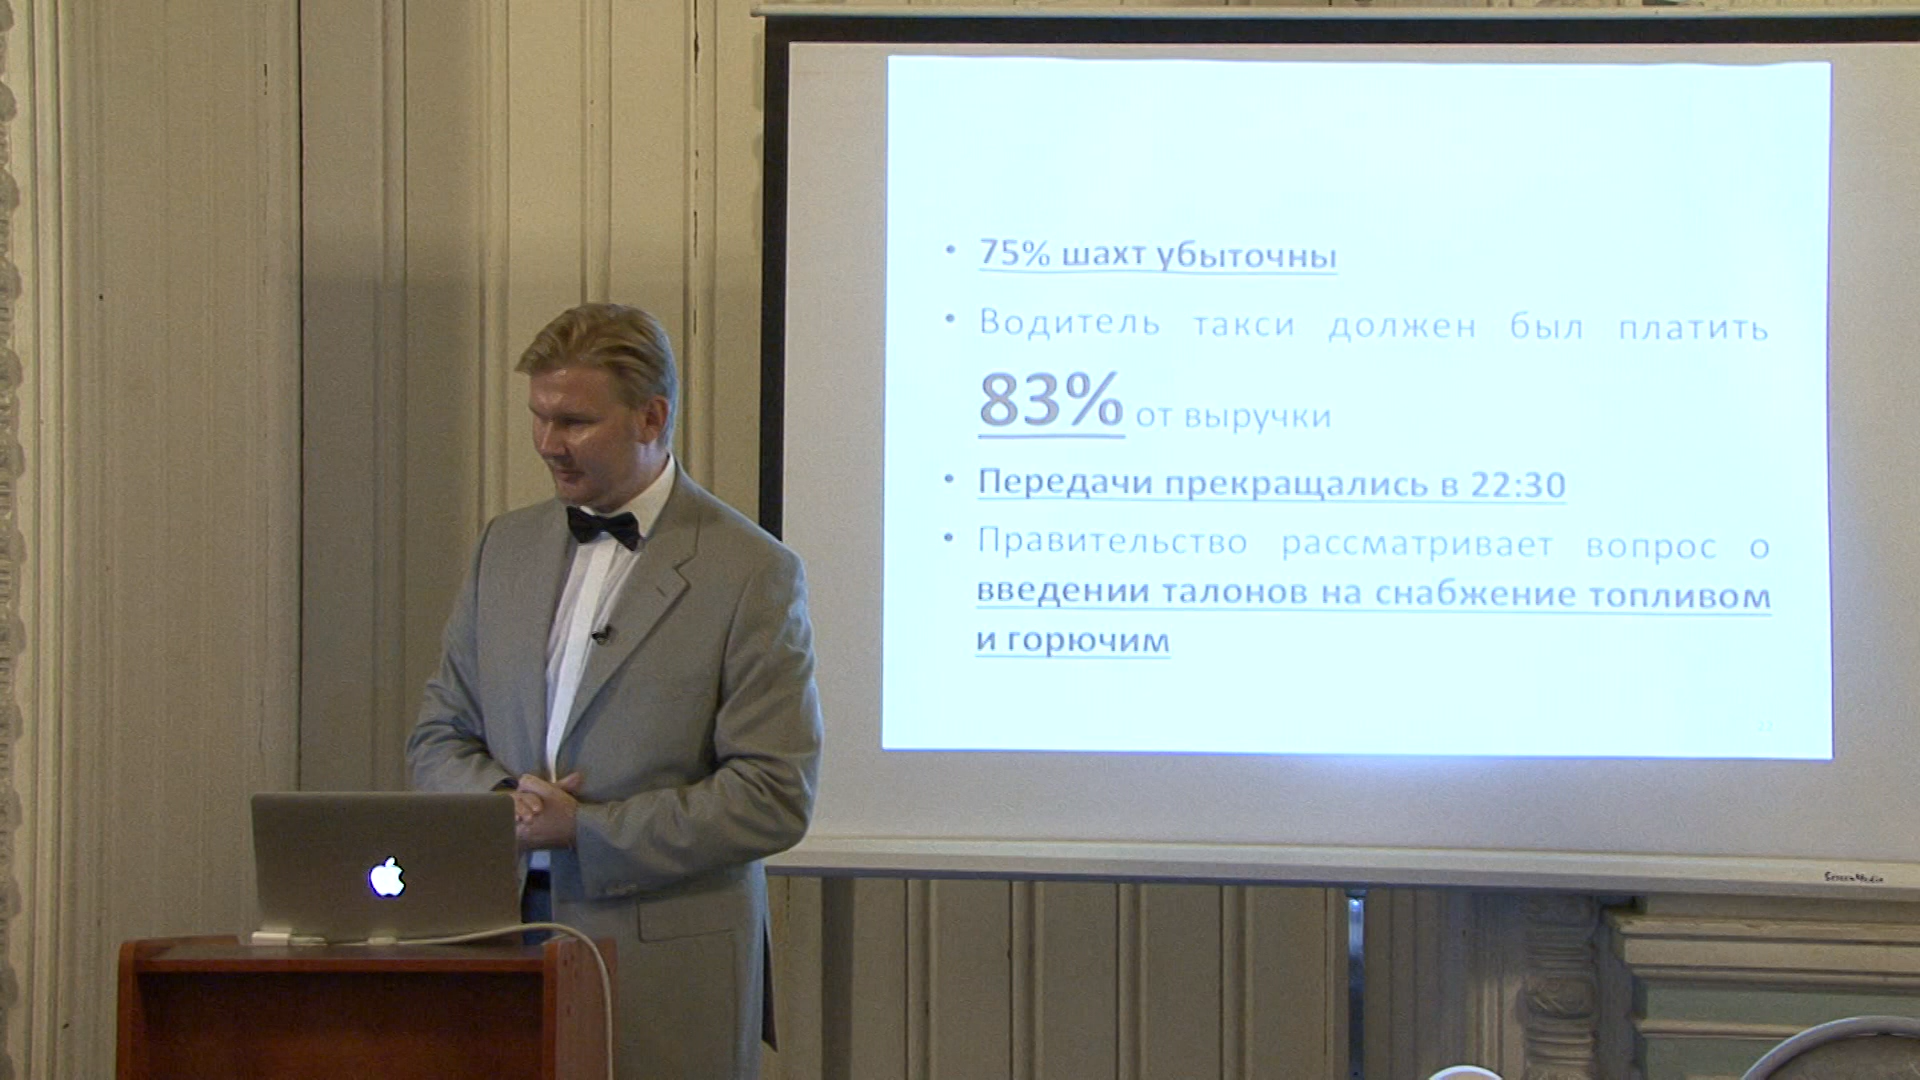 • 75% шахт убыточны
• Водитель такси должен был платить
83% от выручки
• Передачи прекращались в 22:30
• Правительство рассматривает вопрос о
введении талонов на снабжение топливом
и горючим
ScreenMedia